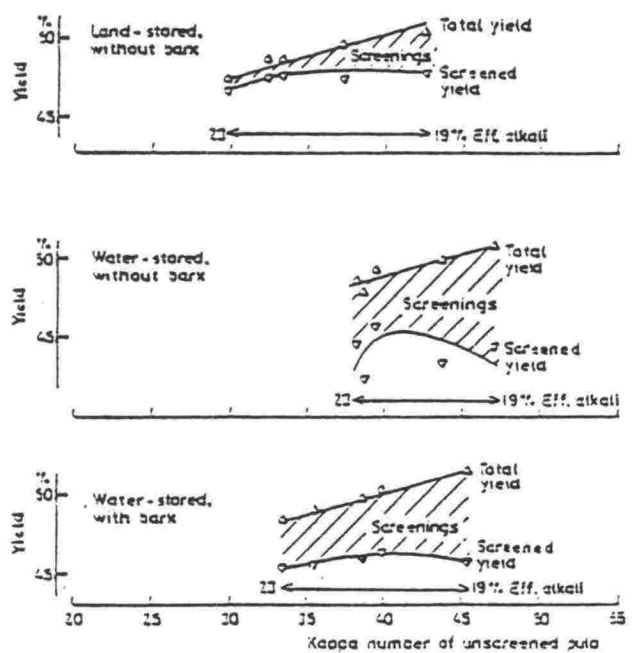 %
50
45
Yield
Land-stored,
without bark
Total yield
Screenings
Screened
yield
23
19% Eff. alkali
%
50
45
Yield
Water-stored,
without bark
Total
yield
Screenings
Screened
yield
23
19% Eff. alkali
%
50
45
Yield
Water-stored,
with bark
Total
yield
Screenings
Screened
yield
23
19% Eff. alkali
20 25 30 35 40 45 50 55
Kappa number of unscreened pulp